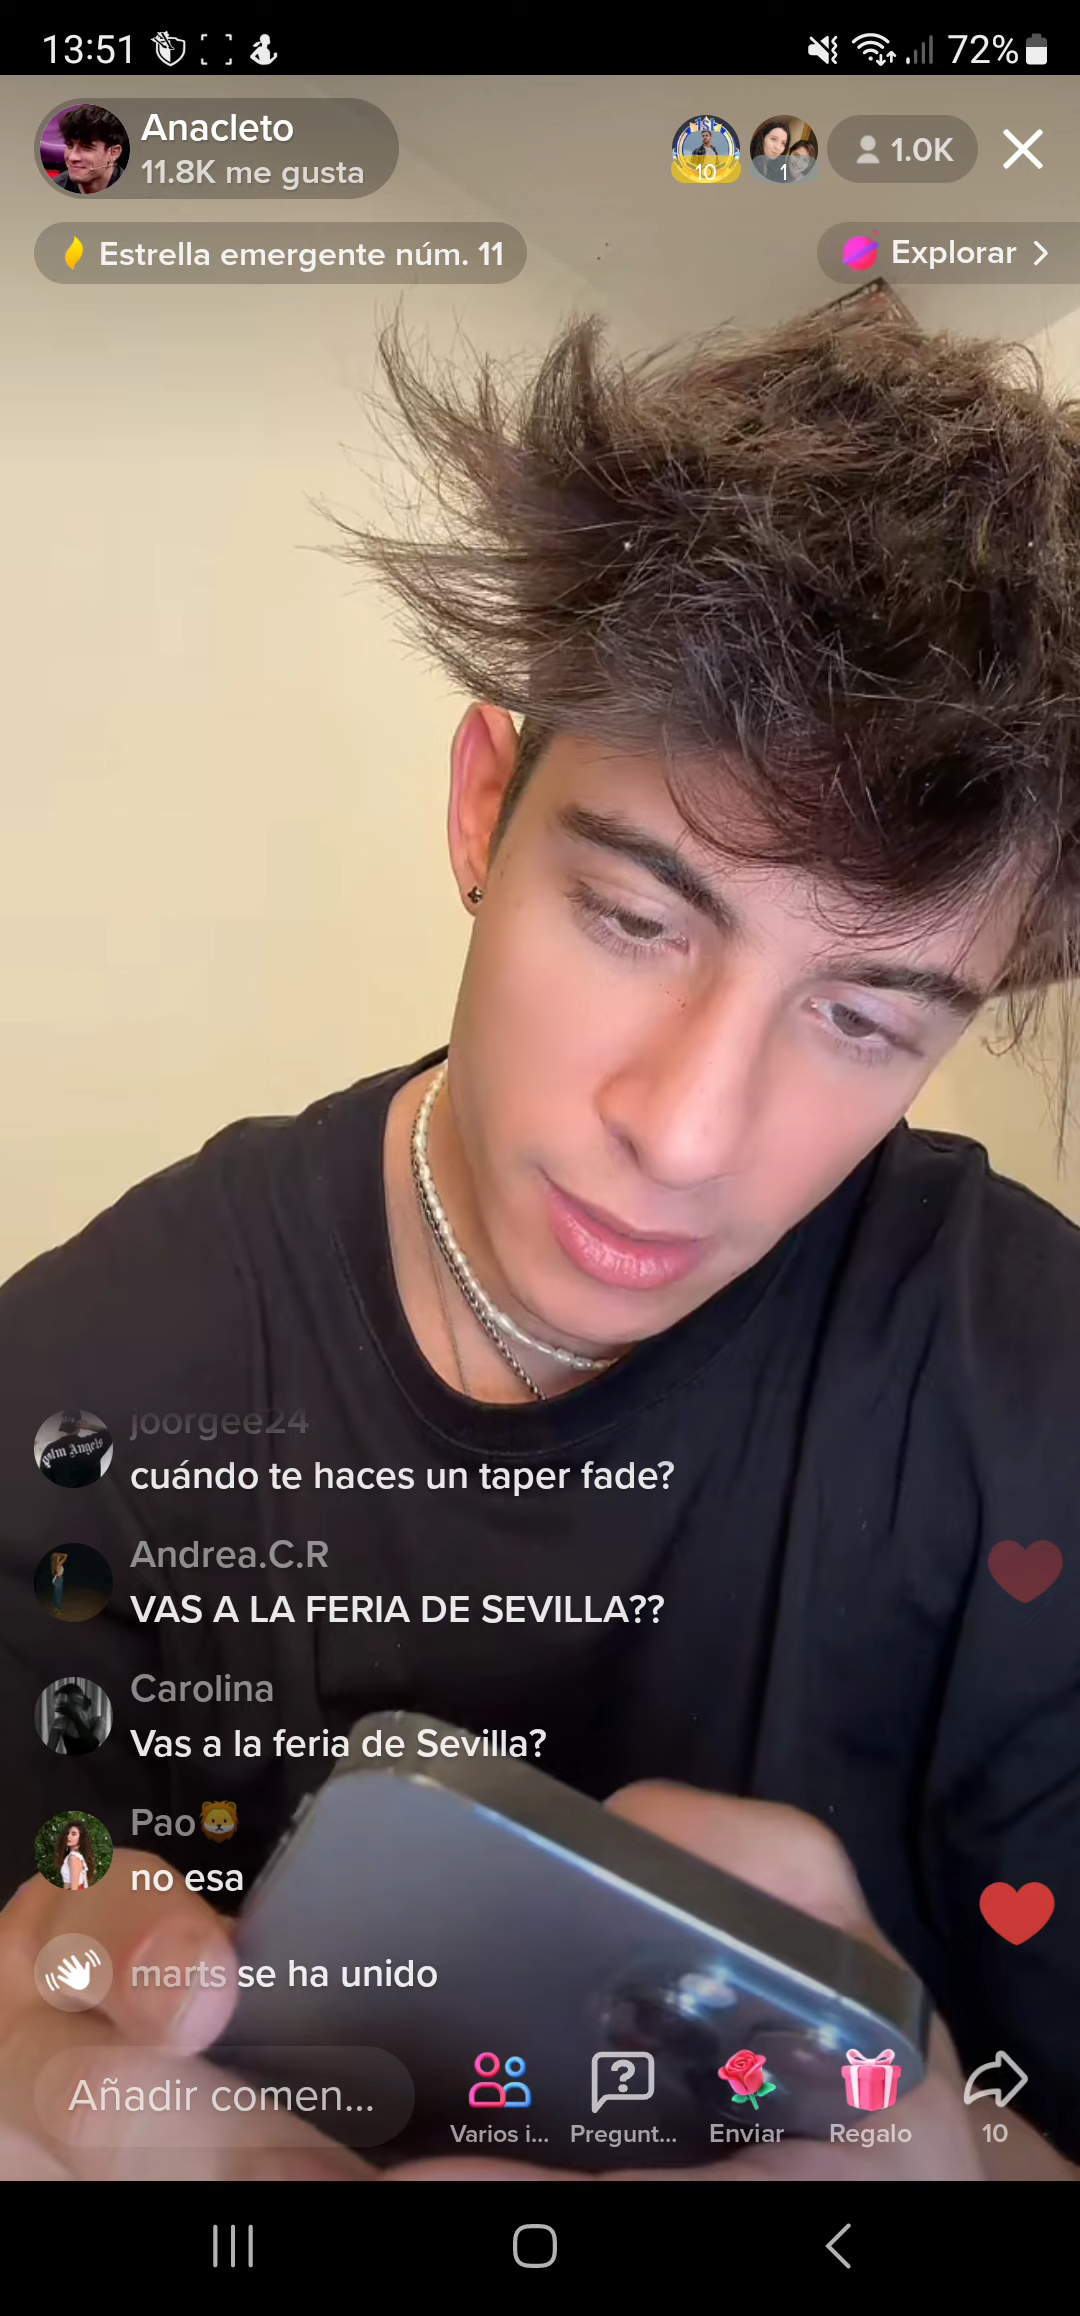 13:51
72%
Anacleto
11.8K me gusta
10
1
1.0K
Estrella emergente núm. 11
Explorar
joorgee24
palm Angels
cuándo te haces un taper fade?
Andrea.C.R
VAS A LA FERIA DE SEVILLA??
Carolina
Vas a la feria de Sevilla?
Pao
no esa
marts se ha unido
Añadir comen...
Varios i...
Pregunt...
Enviar
Regalo
10